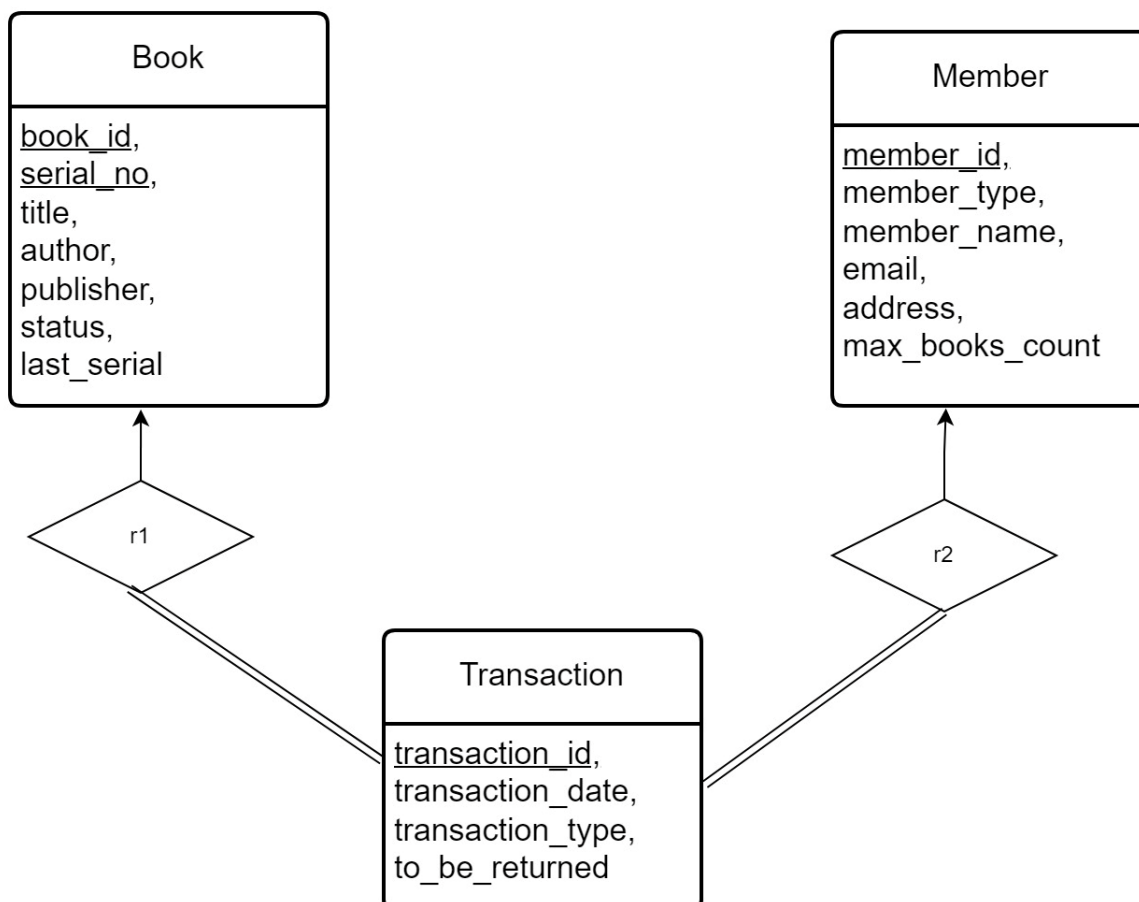 Book
book_id,
serial_no,
title,
author,
publisher,
status,
last_serial
Member
member_id,
member_type,
member_name,
email,
address,
max_books_count
r1
r2
Transaction
transaction_id,
transaction_date,
transaction_type,
to_be_returned